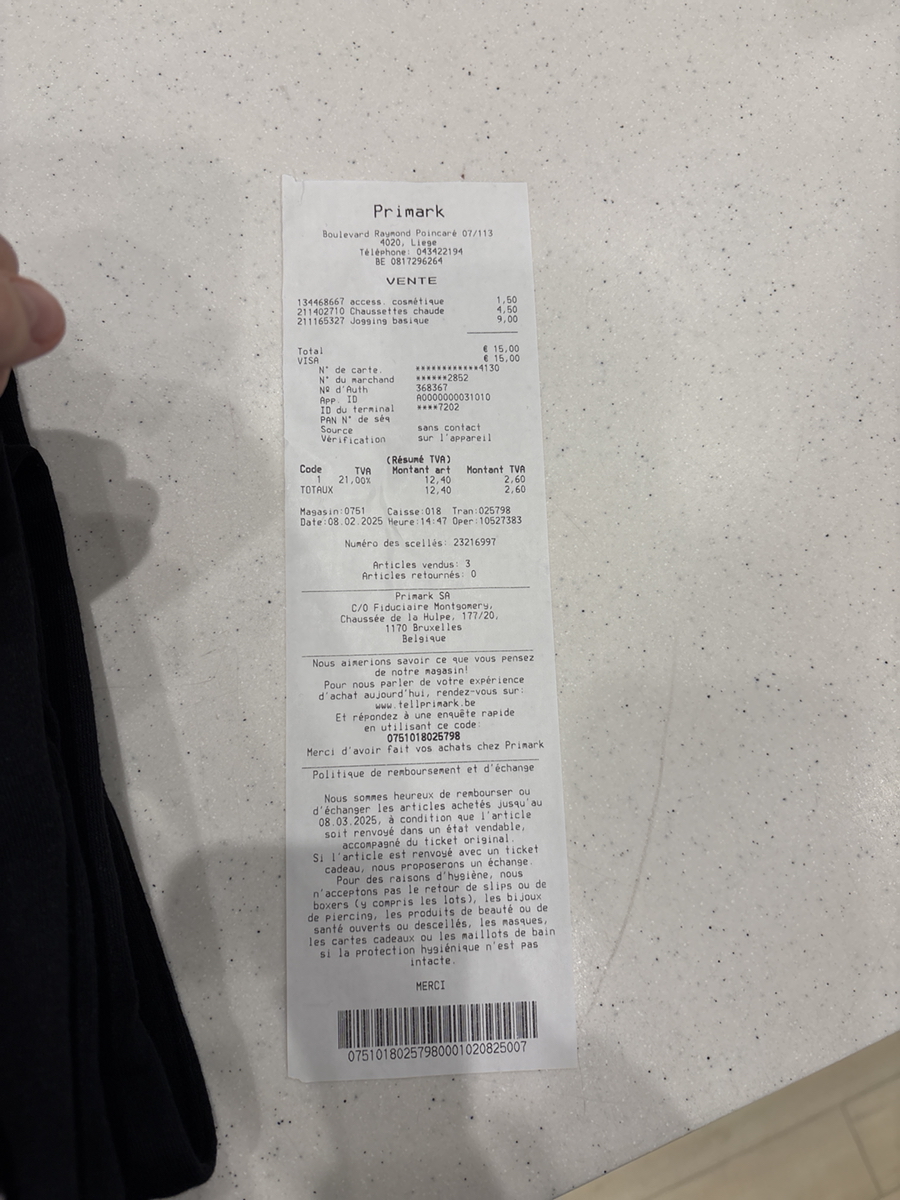 Primark
Boulevard Raymond Poincaré 07/113
4020, Liege
Téléphone: 043422194
BE 0817296264
VENTE
134468667 access. cosmétique 1,50
211402710 Chaussettes chaude 4,50
211165327 Jogging basique 9,00
Total € 15,00
VISA € 15,00
N° de carte. ************4130
N° du marchand ******2852
Nº d'Auth 368367
App. ID A0000000031010
ID du terminal ****7202
PAN N° de séq
Source sans contact
Vérification sur l'appareil
(Résumé TVA)
Code TVA Montant art Montant TVA
1 21,00% 12,40 2,60
TOTAUX 12,40 2,60
Magasin:0751 Caisse:018 Tran:025798
Date:08.02.2025 Heure:14:47 Oper:10527383
Numéro des scellés: 23216997
Articles vendus: 3
Articles retournés: 0
Primark SA
C/O Fiduciaire Montgomery,
Chaussée de la Hulpe, 177/20,
1170 Bruxelles
Belgique
Nous aimerions savoir ce que vous pensez
de notre magasin!
Pour nous parler de votre expérience
d'achat aujourd'hui, rendez-vous sur:
www.tellprimark.be
Et répondez à une enquête rapide
en utilisant ce code:
0751018025798
Merci d'avoir fait vos achats chez Primark
Politique de remboursement et d'échange
Nous sommes heureux de rembourser ou
d'échanger les articles achetés jusqu'au
08.03.2025, à condition que l'article
soit renvoyé dans un état vendable,
accompagné du ticket original.
Si l'article est renvoyé avec un ticket
cadeau, nous proposerons un échange.
Pour des raisons d'hygiène, nous
n'acceptons pas le retour de slips ou de
boxers (y compris les lots), les bijoux
de piercing, les produits de beauté ou de
santé ouverts ou descellés, les masques,
les cartes cadeaux ou les maillots de bain
si la protection hygiénique n'est pas
intacte.
MERCI
07510180257980001020825007